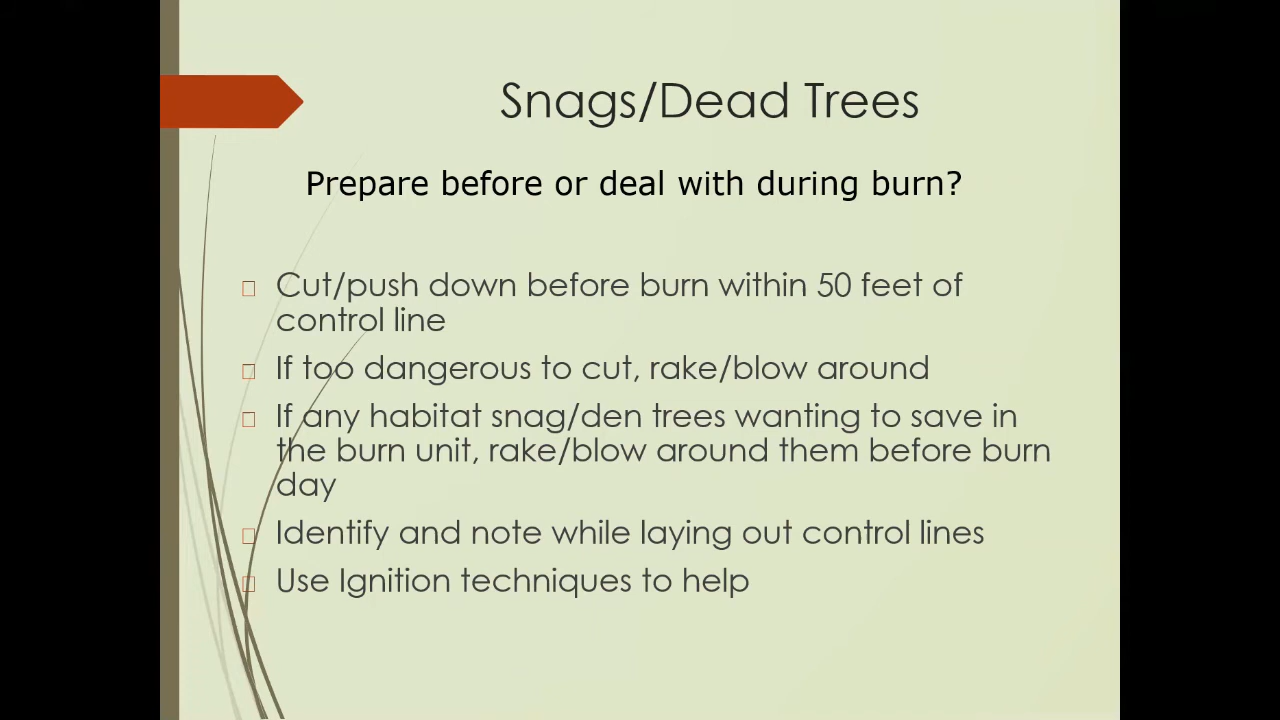 Snags/Dead Trees
Prepare before or deal with during burn?
Cut/push down before burn within 50 feet of
control line
If too dangerous to cut, rake/blow around
If any habitat snag/den trees wanting to save in
the burn unit, rake/blow around them before burn
day
Identify and note while laying out control lines
Use Ignition techniques to help